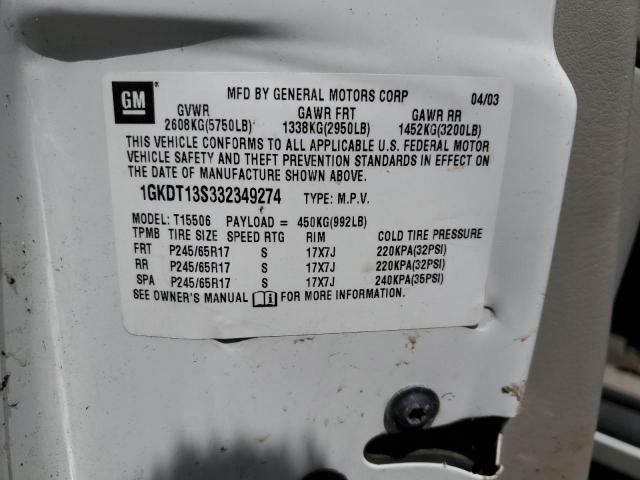 GM
MFD BY GENERAL MOTORS CORP 04/03
GVWR GAWR FRT GAWR RR
2608KG(5750LB) 1338KG(2950LB) 1452KG(3200LB)
THIS VEHICLE CONFORMS TO ALL APPLICABLE U.S. FEDERAL MOTOR
VEHICLE SAFETY AND THEFT PREVENTION STANDARDS IN EFFECT ON
THE DATE OF MANUFACTURE SHOWN ABOVE.
1GKDT13S332349274 TYPE: M.P.V.
MODEL: T15506 PAYLOAD = 450KG(992LB)
TPMB TIRE SIZE SPEED RTG RIM COLD TIRE PRESSURE
FRT P245/65R17 S 17X7J 220KPA(32PSI)
RR P245/65R17 S 17X7J 220KPA(32PSI)
SPA P245/65R17 S 17X7J 240KPA(35PSI)
SEE OWNER'S MANUAL FOR MORE INFORMATION.